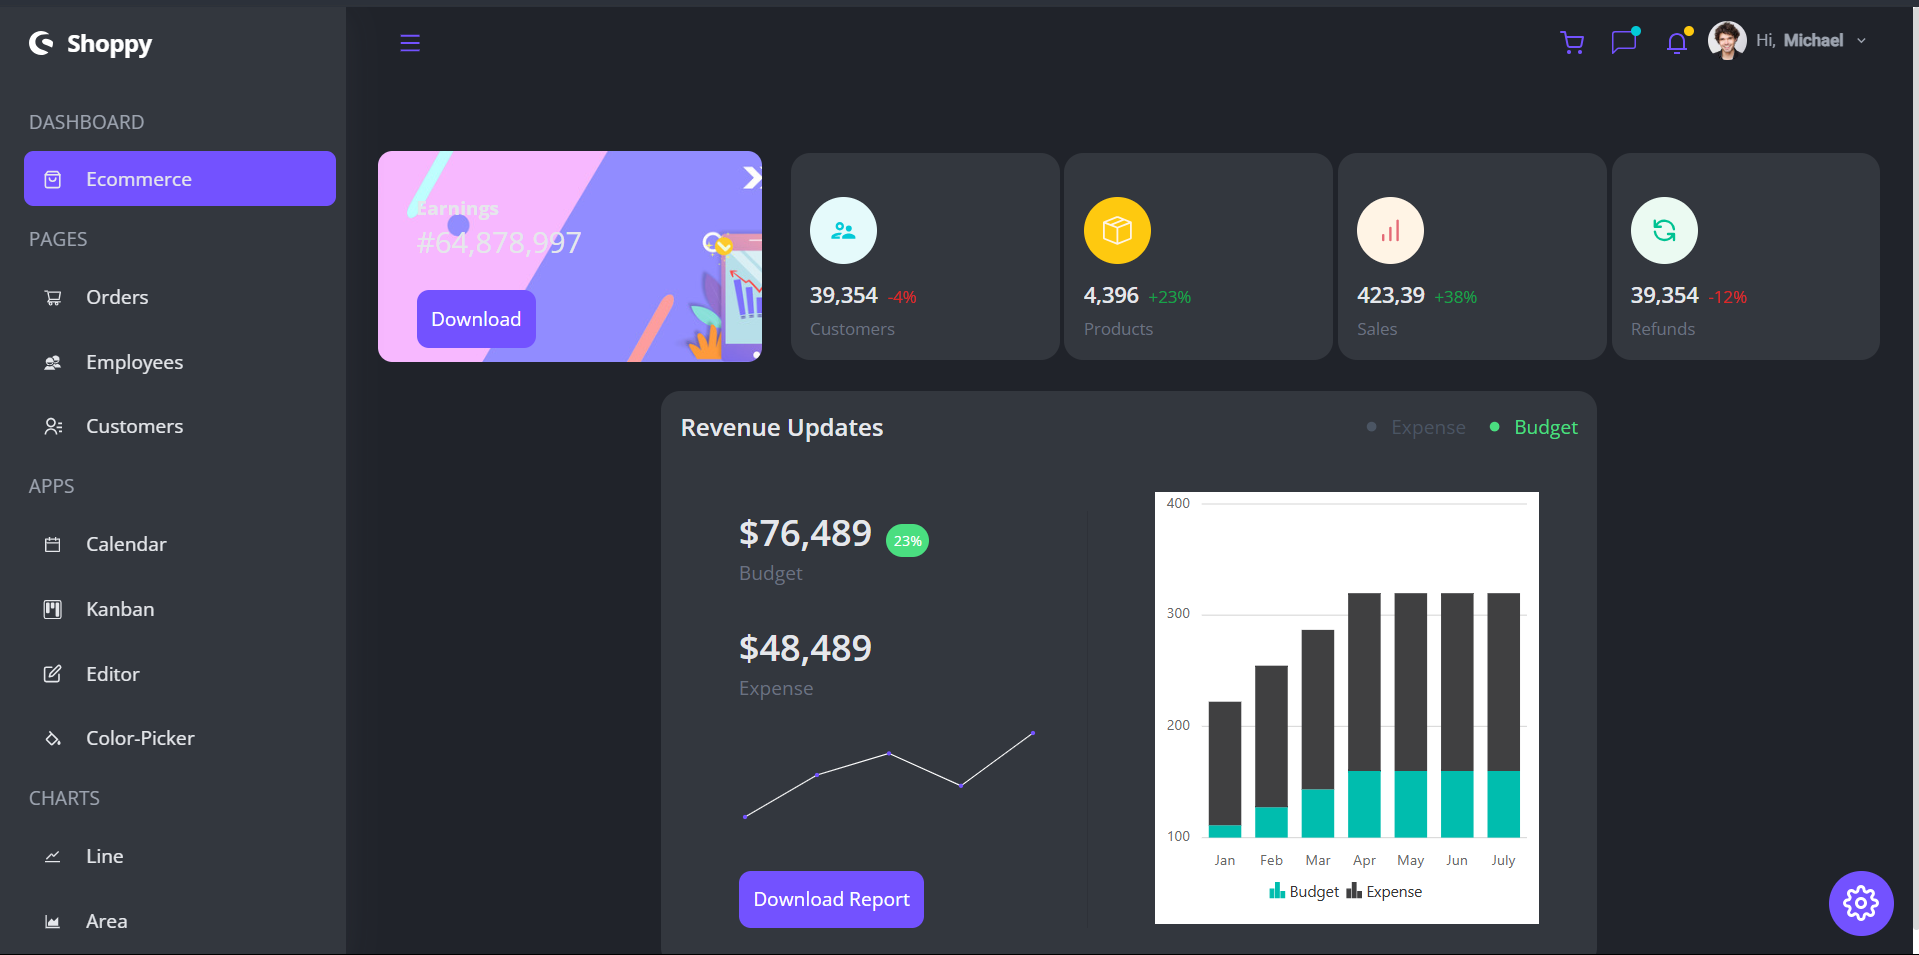 Shoppy
Hi, Michael
DASHBOARD
Ecommerce
PAGES
Orders
Employees
Customers
APPS
Calendar
Kanban
Editor
Color-Picker
CHARTS
Line
Area
Earnings
#64,878,997
Download
39,354 -4%
Customers
4,396 +23%
Products
423,39 +38%
Sales
39,354 -12%
Refunds
Revenue Updates
Expense
Budget
$76,489 23%
Budget
$48,489
Expense
Download Report
400
300
200
100
Jan Feb Mar Apr May Jun July
Budget Expense